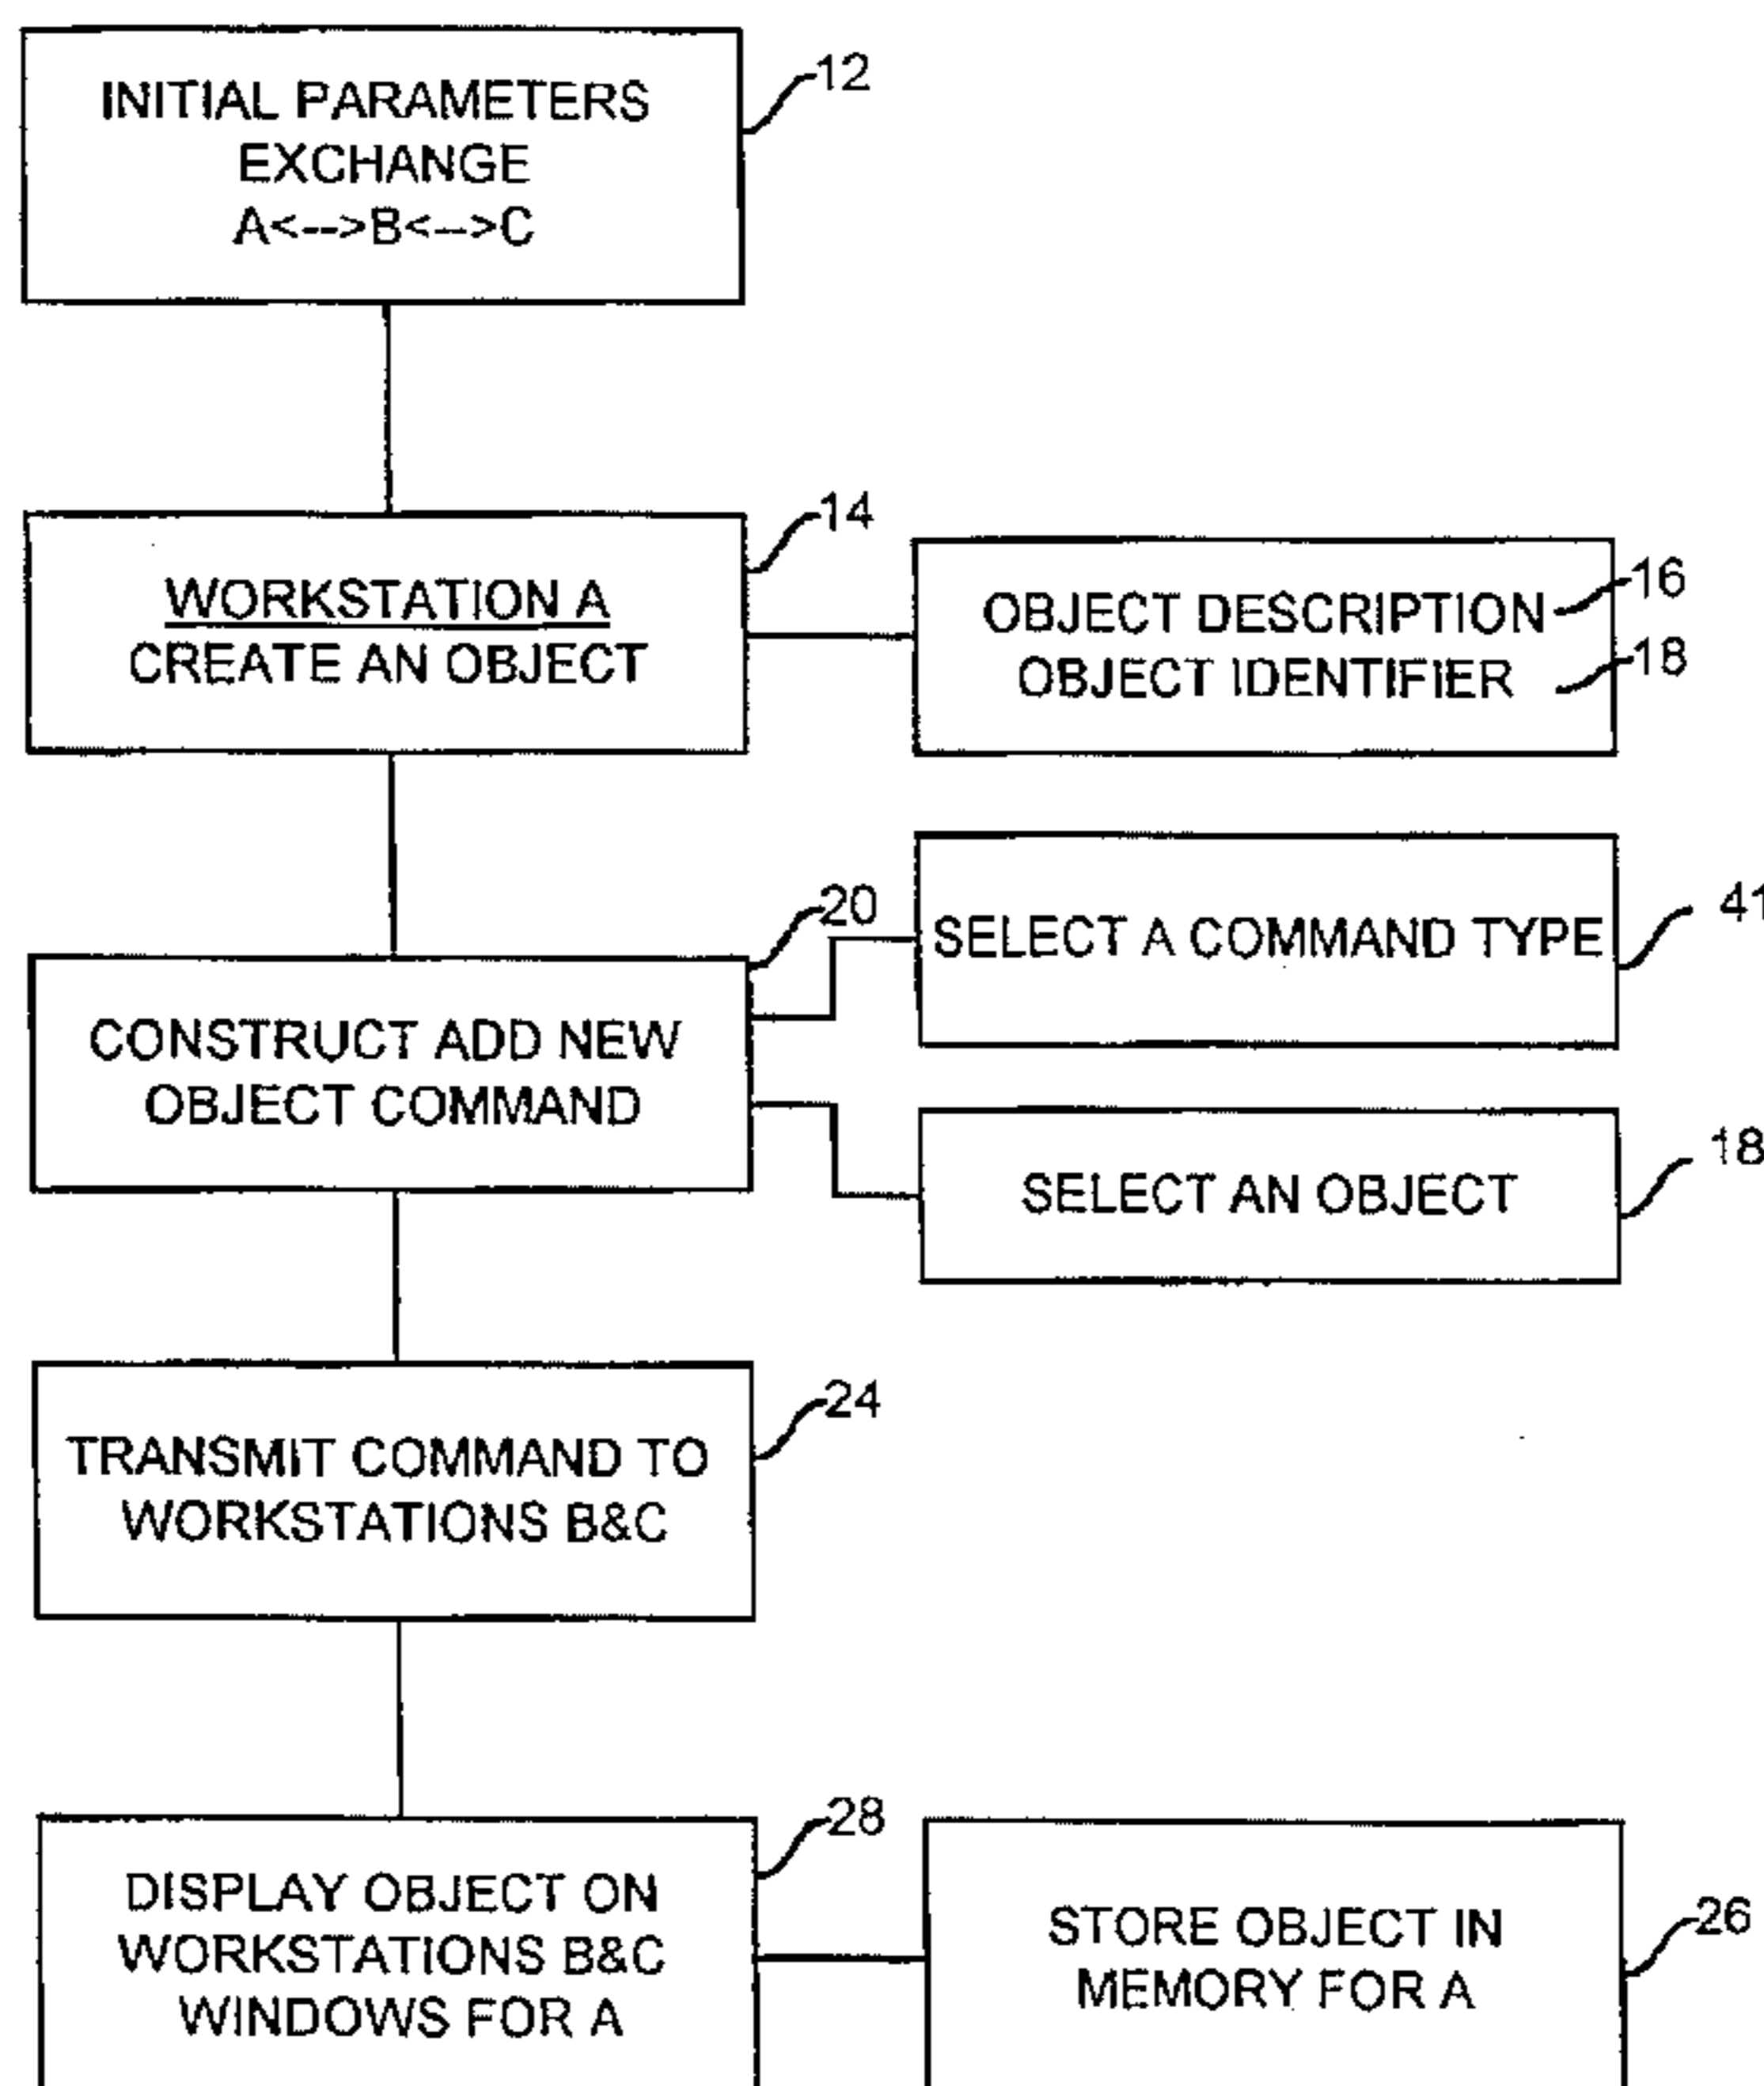 INITIAL PARAMETERS
EXCHANGE
A<-->B<-->C
12
WORKSTATION A
CREATE AN OBJECT
14
OBJECT DESCRIPTION
16
OBJECT IDENTIFIER
18
CONSTRUCT ADD NEW
OBJECT COMMAND
20
SELECT A COMMAND TYPE
41
SELECT AN OBJECT
18
TRANSMIT COMMAND TO
WORKSTATIONS B&C
24
DISPLAY OBJECT ON
WORKSTATIONS B&C
WINDOWS FOR A
28
STORE OBJECT IN
MEMORY FOR A
26